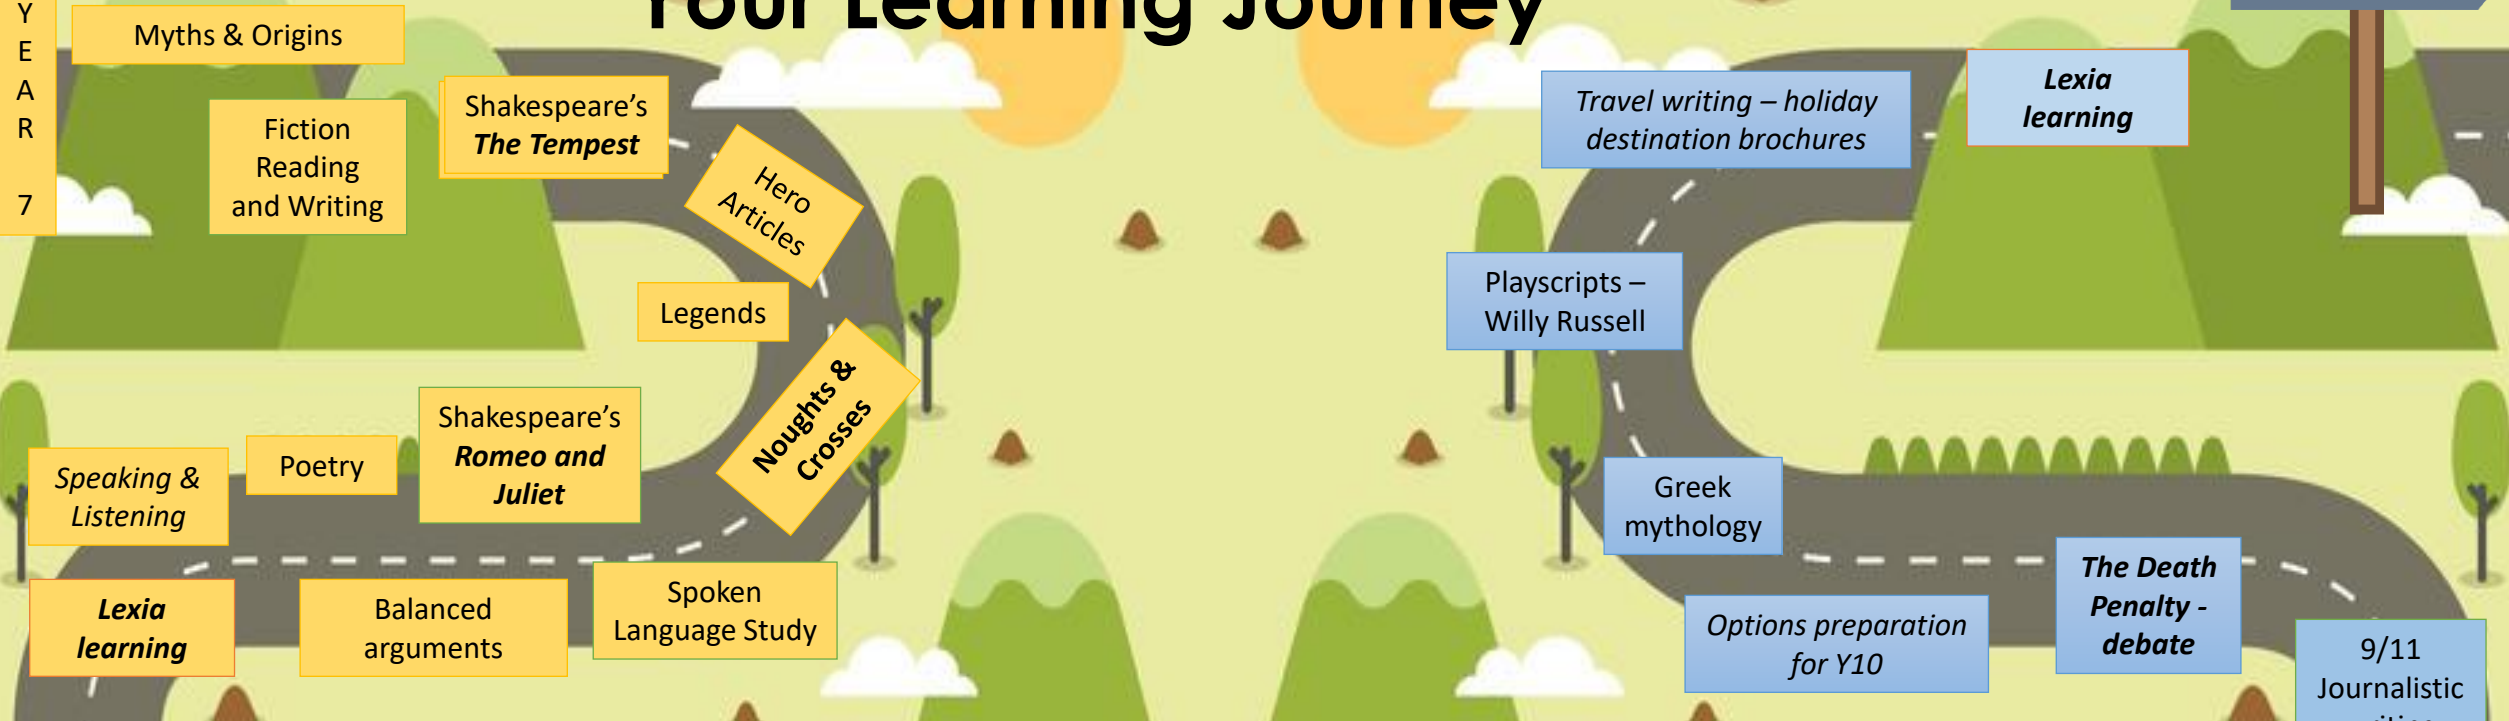 Your Learning Journey
Y
E
A
R
7
Myths & Origins
Fiction
Reading
and Writing
Shakespeare’s
The Tempest
Hero
Articles
Legends
Noughts &
Crosses
Shakespeare’s
Romeo and
Juliet
Poetry
Speaking &
Listening
Lexia
learning
Balanced
arguments
Spoken
Language Study
Lexia
learning
Travel writing – holiday
destination brochures
Playscripts –
Willy Russell
Greek
mythology
Options preparation
for Y10
The Death
Penalty -
debate
9/11
Journalistic